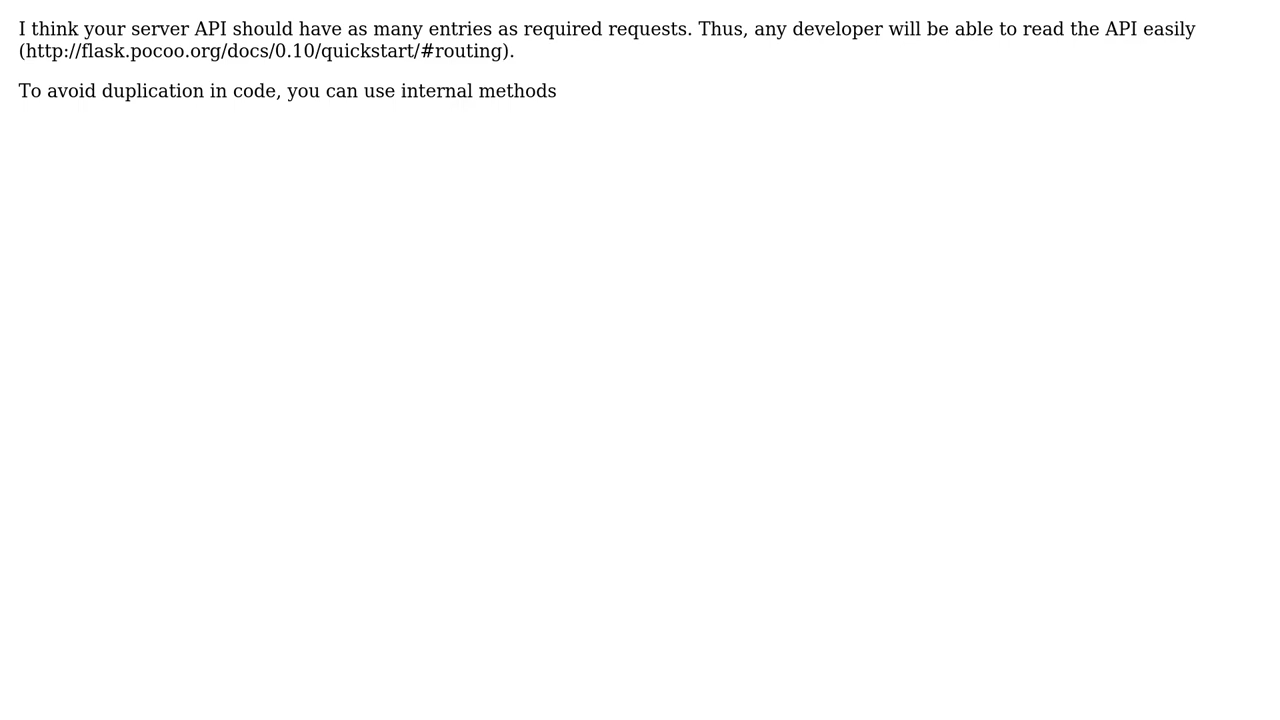 I think your server API should have as many entries as required requests. Thus, any developer will be able to read the API easily
(http://flask.pocoo.org/docs/0.10/quickstart/#routing).
To avoid duplication in code, you can use internal methods